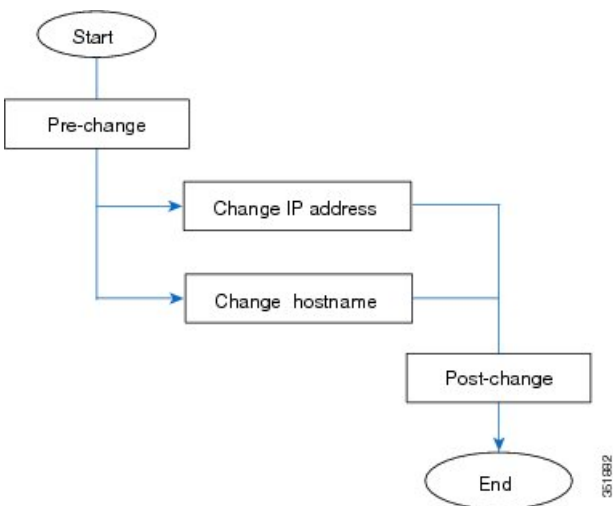 Start
Pre-change
Change IP address
Change hostname
Post-change
End
351882